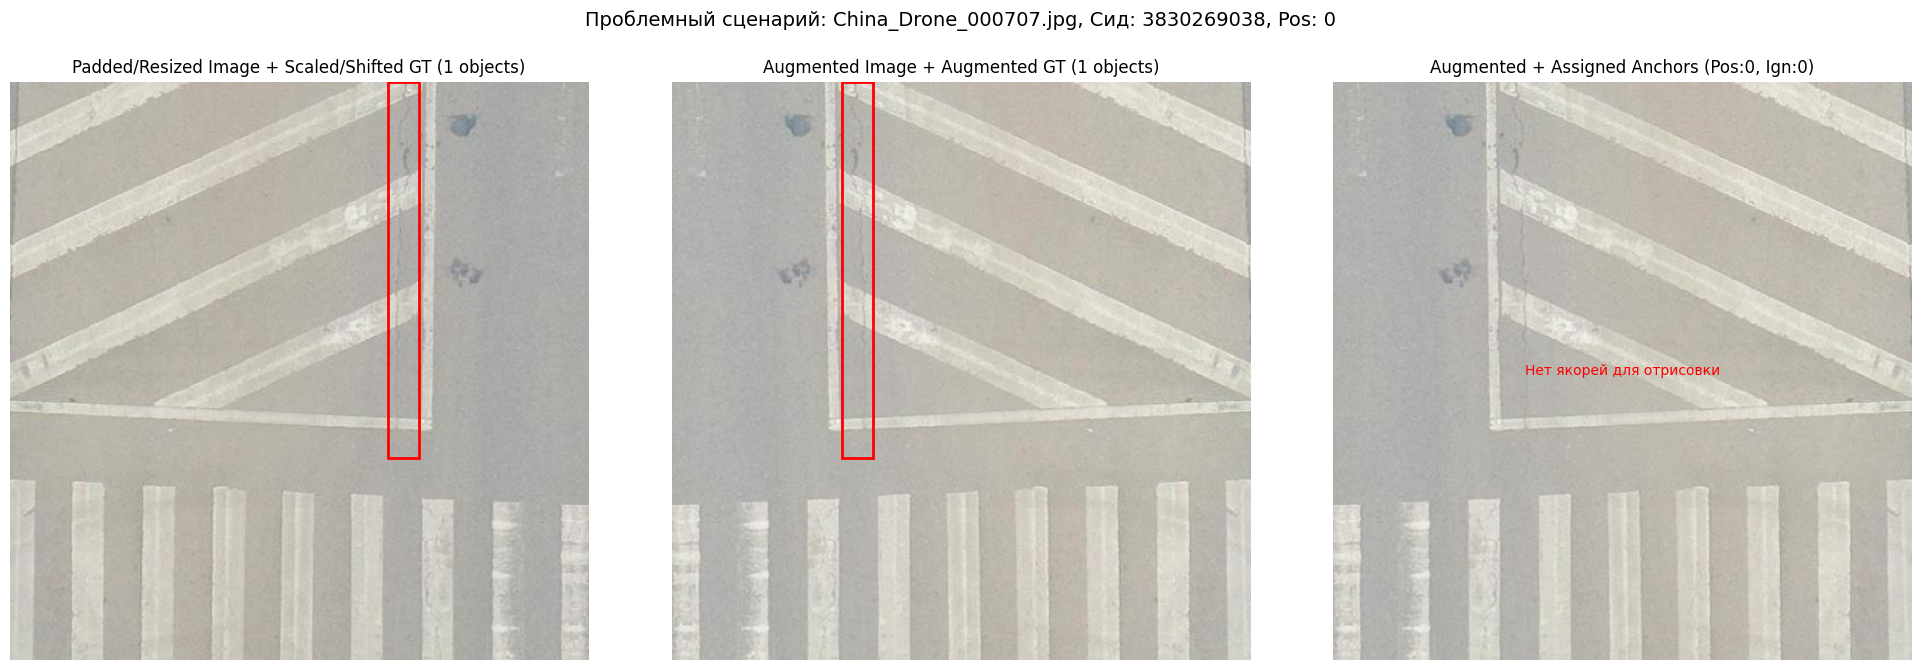 Проблемный сценарий: China_Drone_000707.jpg, Сид: 3830269038, Pos: 0
Padded/Resized Image + Scaled/Shifted GT (1 objects)
Augmented Image + Augmented GT (1 objects)
Augmented + Assigned Anchors (Pos:0, Ign:0)
Нет якорей для отрисовки